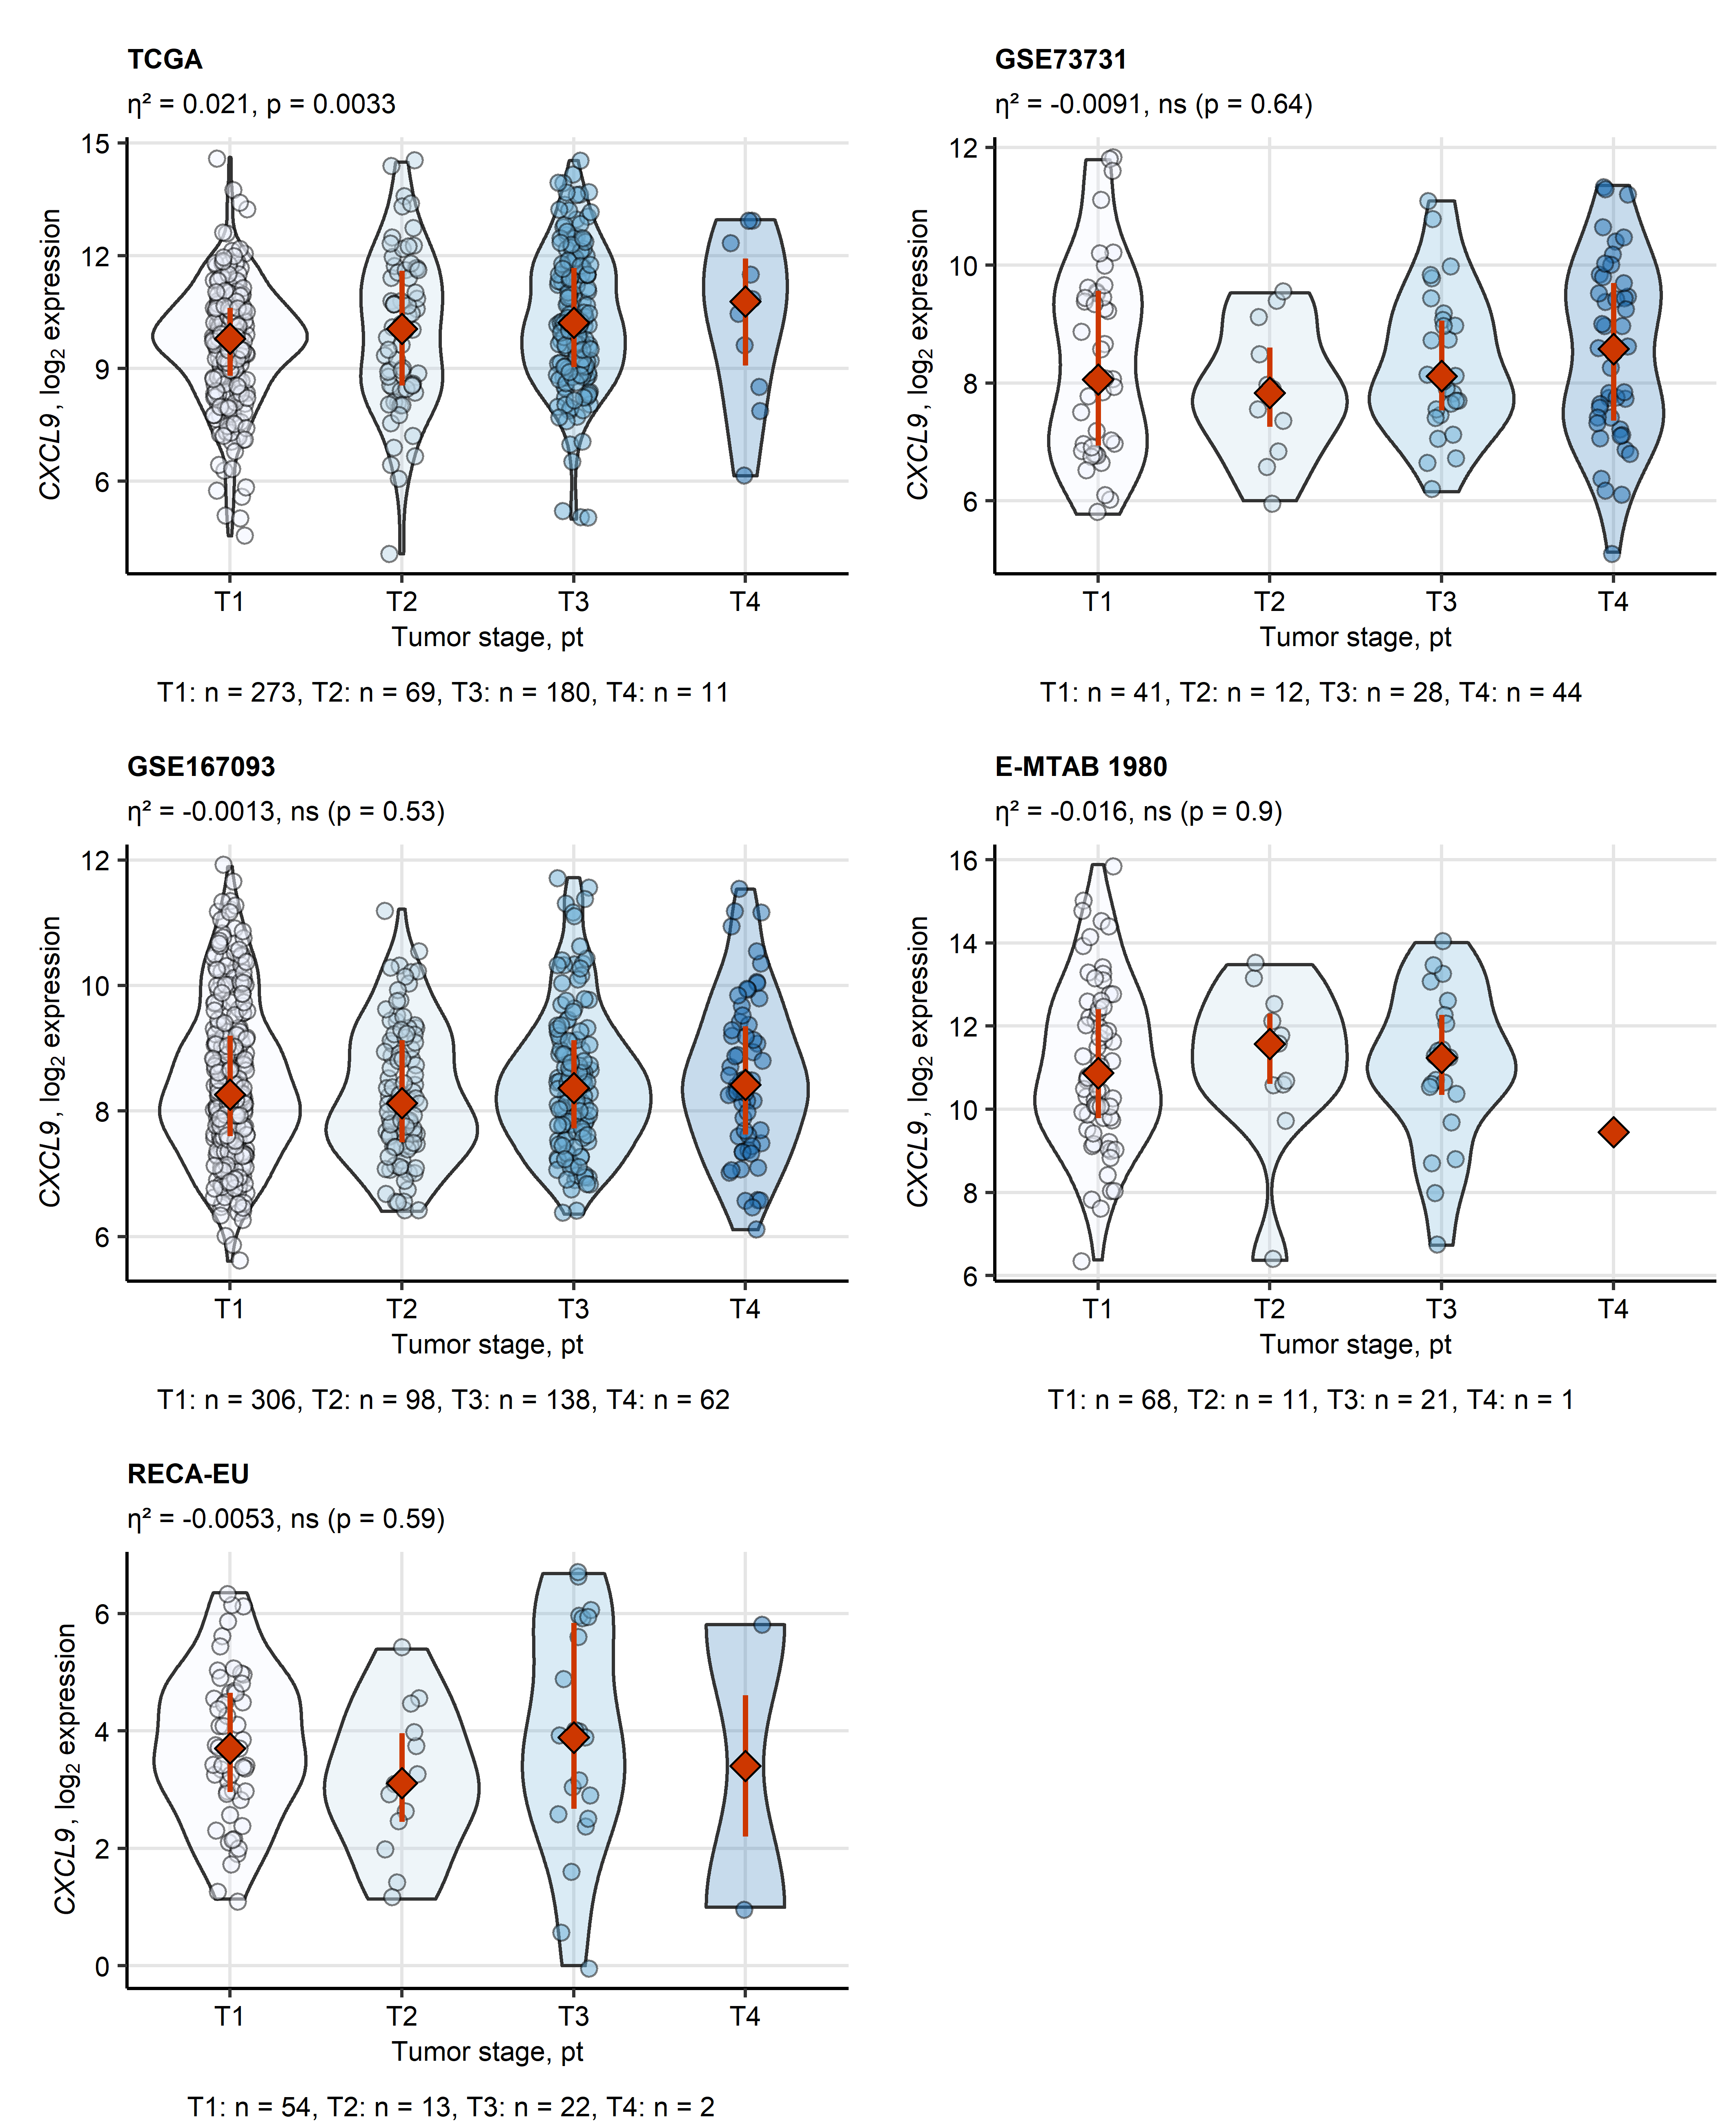 TCGA
η² = 0.021, p = 0.0033
CXCL9, log₂ expression
15
12
9
6
T1 T2 T3 T4
Tumor stage, pt
T1: n = 273, T2: n = 69, T3: n = 180, T4: n = 11
GSE73731
η² = -0.0091, ns (p = 0.64)
CXCL9, log₂ expression
12
10
8
6
T1 T2 T3 T4
Tumor stage, pt
T1: n = 41, T2: n = 12, T3: n = 28, T4: n = 44
GSE167093
η² = -0.0013, ns (p = 0.53)
CXCL9, log₂ expression
12
10
8
6
T1 T2 T3 T4
Tumor stage, pt
T1: n = 306, T2: n = 98, T3: n = 138, T4: n = 62
E-MTAB 1980
η² = -0.016, ns (p = 0.9)
CXCL9, log₂ expression
16
14
12
10
8
6
T1 T2 T3 T4
Tumor stage, pt
T1: n = 68, T2: n = 11, T3: n = 21, T4: n = 1
RECA-EU
η² = -0.0053, ns (p = 0.59)
CXCL9, log₂ expression
6
4
2
0
T1 T2 T3 T4
Tumor stage, pt
T1: n = 54, T2: n = 13, T3: n = 22, T4: n = 2